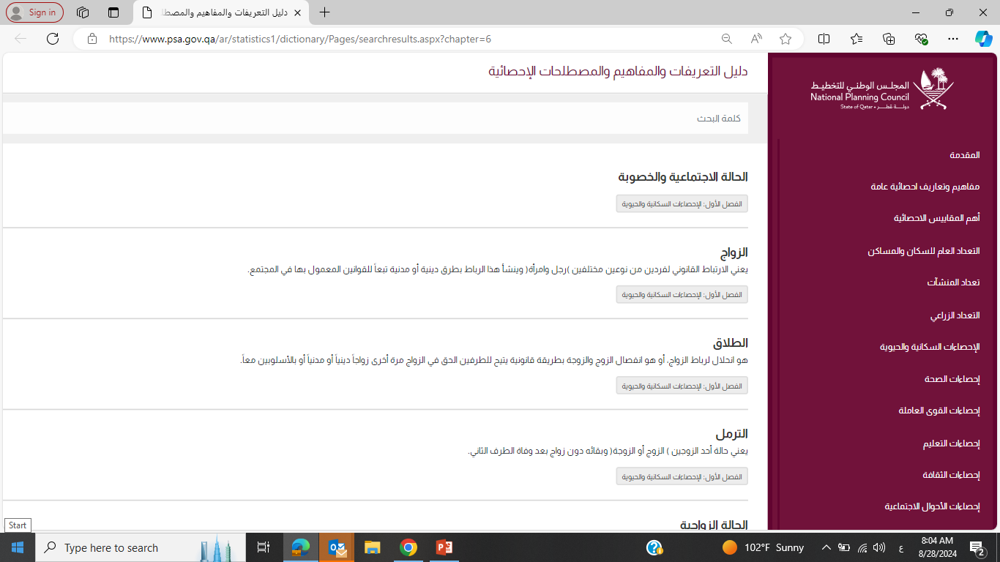 Sign in
دليل التعريفات والمفاهيم والمصطل
https://www.psa.gov.qa/ar/statistics1/dictionary/Pages/searchresults.aspx?chapter=6
دليل التعريفات والمفاهيم والمصطلحات الإحصائية
كلمة البحث
الحالة الاجتماعية والخصوبة
الفصل الأول: الإحصاءات السكانية والحيوية
الزواج
يعني الارتباط القانوني لفردين من نوعين مختلفين )رجل وامرأة( وينشأ هذا الرباط بطرق دينية أو مدنية تبعاً للقوانين المعمول بها في المجتمع.
الفصل الأول: الإحصاءات السكانية والحيوية
الطلاق
هو انحلال لرباط الزواج، أو هو انفصال الزوج والزوجة بطريقة قانونية يتيح للطرفين الحق في الزواج مرة أخرى زواجاً دينياً أو مدنياً أو بالأسلوبين معاً.
الفصل الأول: الإحصاءات السكانية والحيوية
الترمل
يعني حالة أحد الزوجين ) الزوج أو الزوجة( وبقائه دون زواج بعد وفاة الطرف الثاني.
الفصل الأول: الإحصاءات السكانية والحيوية
الحالة الزواجية
المجلس الوطني للتخطيط
National Planning Council
State of Qatar • دولة قطر
المقدمة
مفاهيم وتعاريف احصائية عامة
أهم المقاييس الاحصائية
التعداد العام للسكان والمساكن
تعداد المنشآت
التعداد الزراعي
الإحصاءات السكانية والحيوية
إحصاءات الصحة
إحصاءات القوى العاملة
إحصاءات التعليم
إحصاءات الثقافة
إحصاءات الأحوال الاجتماعية
Start
Type here to search
102°F Sunny
ع
8:04 AM
8/28/2024
2